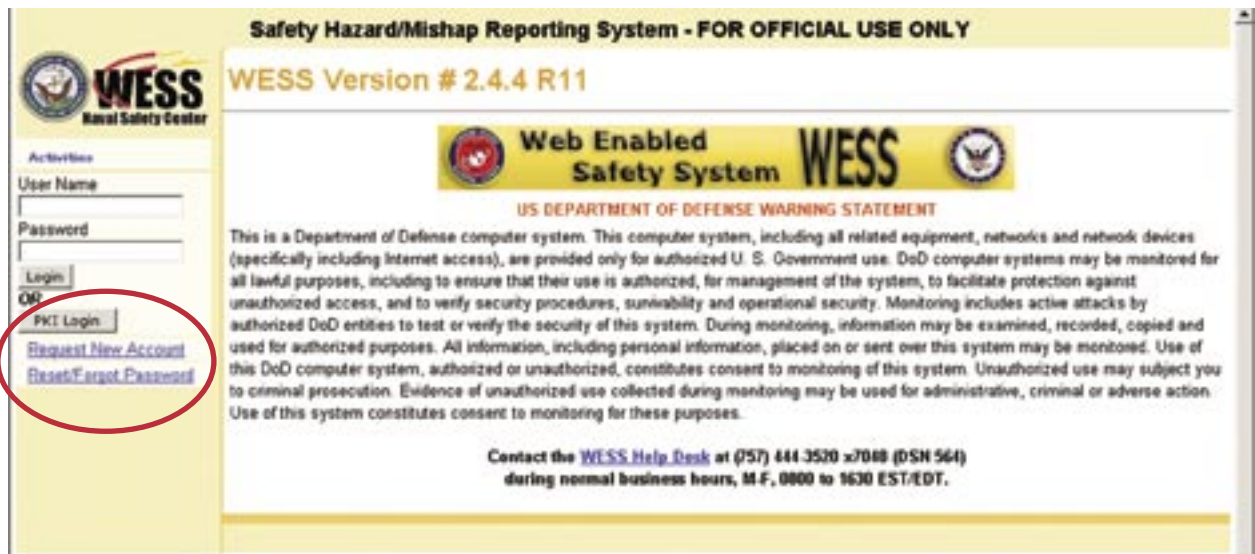 Safety Hazard/Mishap Reporting System - FOR OFFICIAL USE ONLY
WESS
Naval Safety Center
Activities
User Name
Password
Login
OR
PKI Login
Request New Account
Reset/Forgot Password
WESS Version # 2.4.4 R11
Web Enabled
Safety System
WESS
US DEPARTMENT OF DEFENSE WARNING STATEMENT
This is a Department of Defense computer system. This computer system, including all related equipment, networks and network devices
(specifically including Internet access), are provided only for authorized U. S. Government use. DoD computer systems may be monitored for
all lawful purposes, including to ensure that their use is authorized, for management of the system, to facilitate protection against
unauthorized access, and to verify security procedures, survivability and operational security. Monitoring includes active attacks by
authorized DoD entities to test or verify the security of this system. During monitoring, information may be examined, recorded, copied and
used for authorized purposes. All information, including personal information, placed on or sent over this system may be monitored. Use of
this DoD computer system, authorized or unauthorized, constitutes consent to monitoring of this system. Unauthorized use may subject you
to criminal prosecution. Evidence of unauthorized use collected during monitoring may be used for administrative, criminal or adverse action.
Use of this system constitutes consent to monitoring for these purposes.
Contact the WESS Help Desk at (757) 444-3520 x7048 (DSN 564)
during normal business hours, M-F, 0800 to 1630 EST/EDT.